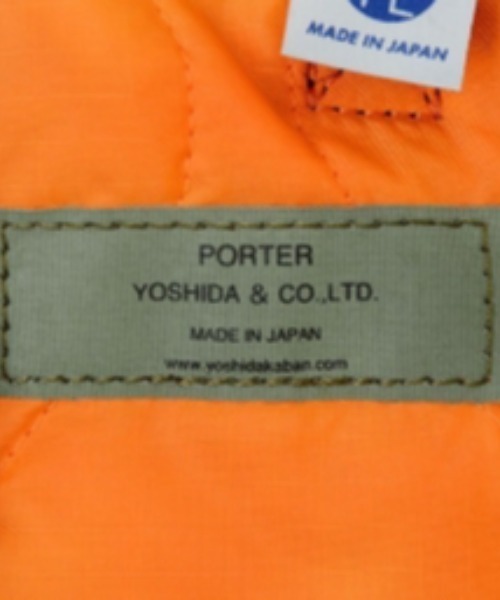 MADE IN JAPAN
PORTER
YOSHIDA & CO.,LTD.
MADE IN JAPAN
www.yoshidakaban.com